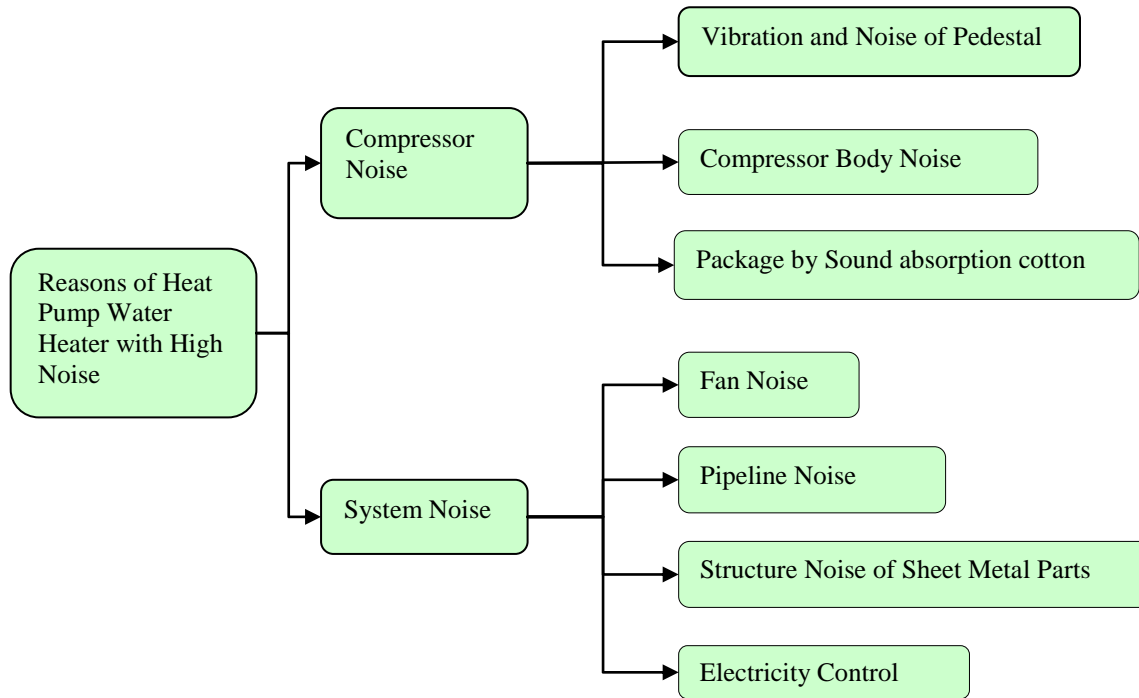 Vibration and Noise of Pedestal
Compressor
Noise
Compressor Body Noise
Package by Sound absorption cotton
Reasons of Heat
Pump Water
Heater with High
Noise
Fan Noise
Pipeline Noise
System Noise
Structure Noise of Sheet Metal Parts
Electricity Control